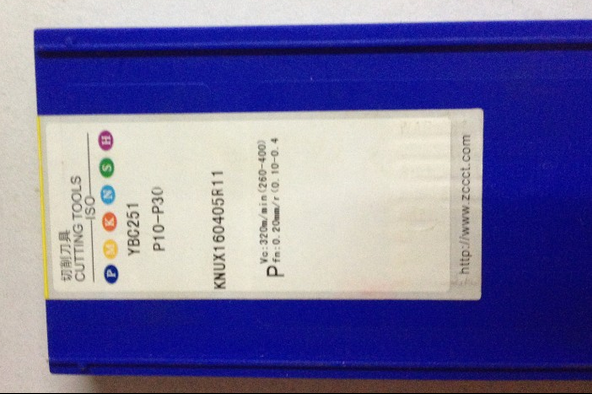 切削刀具
CUTTING TOOLS
ISO
P M K N S H
YBC251
P10-P30
KNUX160405R11
P Vc:320m/min(260-400)
fn:0.20mm/r(0.10-0.4
http://www.zccct.com